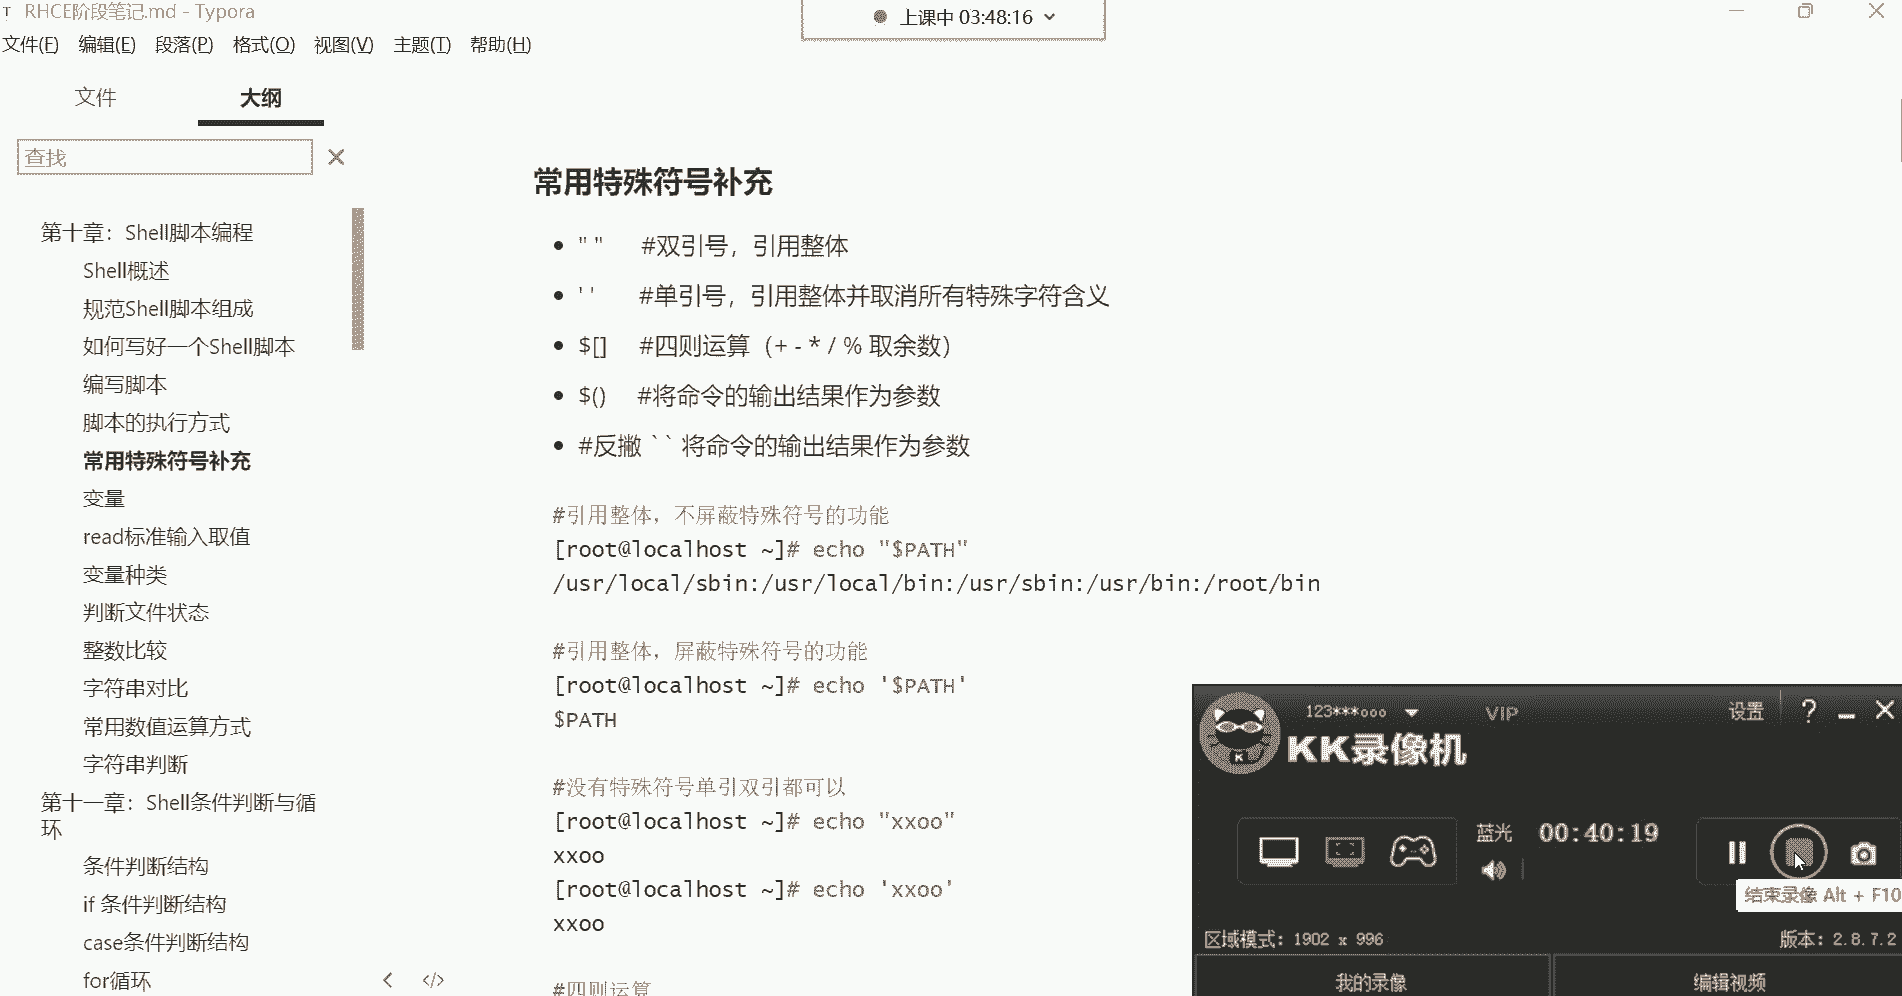 RHCE阶段笔记.md - Typora
上课中 03:48:16
文件(F) 编辑(E) 段落(P) 格式(O) 视图(V) 主题(T) 帮助(H)
文件 大纲
查找
第十章：Shell脚本编程
Shell概述
规范Shell脚本组成
如何写好一个Shell脚本
编写脚本
脚本的执行方式
常用特殊符号补充
变量
read标准输入取值
变量种类
判断文件状态
整数比较
字符串对比
常用数值运算方式
字符串判断
第十一章：Shell条件判断与循
环
条件判断结构
if 条件判断结构
case条件判断结构
for循环
常用特殊符号补充
" " #双引号，引用整体
' ' #单引号，引用整体并取消所有特殊字符含义
$[] #四则运算（+ - * / % 取余数）
$() #将命令的输出结果作为参数
#反撇 ` ` 将命令的输出结果作为参数
#引用整体，不屏蔽特殊符号的功能
[root@localhost ~]# echo "$PATH"
/usr/local/sbin:/usr/local/bin:/usr/sbin:/usr/bin:/root/bin
#引用整体，屏蔽特殊符号的功能
[root@localhost ~]# echo '$PATH'
$PATH
#没有特殊符号单引双引都可以
[root@localhost ~]# echo "xxoo"
xxoo
[root@localhost ~]# echo 'xxoo'
xxoo
#四则运算
123***ooo VIP 设置
KK录像机
蓝光 00:40:19
结束录像 Alt + F10
区域模式：1902 x 996 版本：2.8.7.2
我的录像 编辑视频